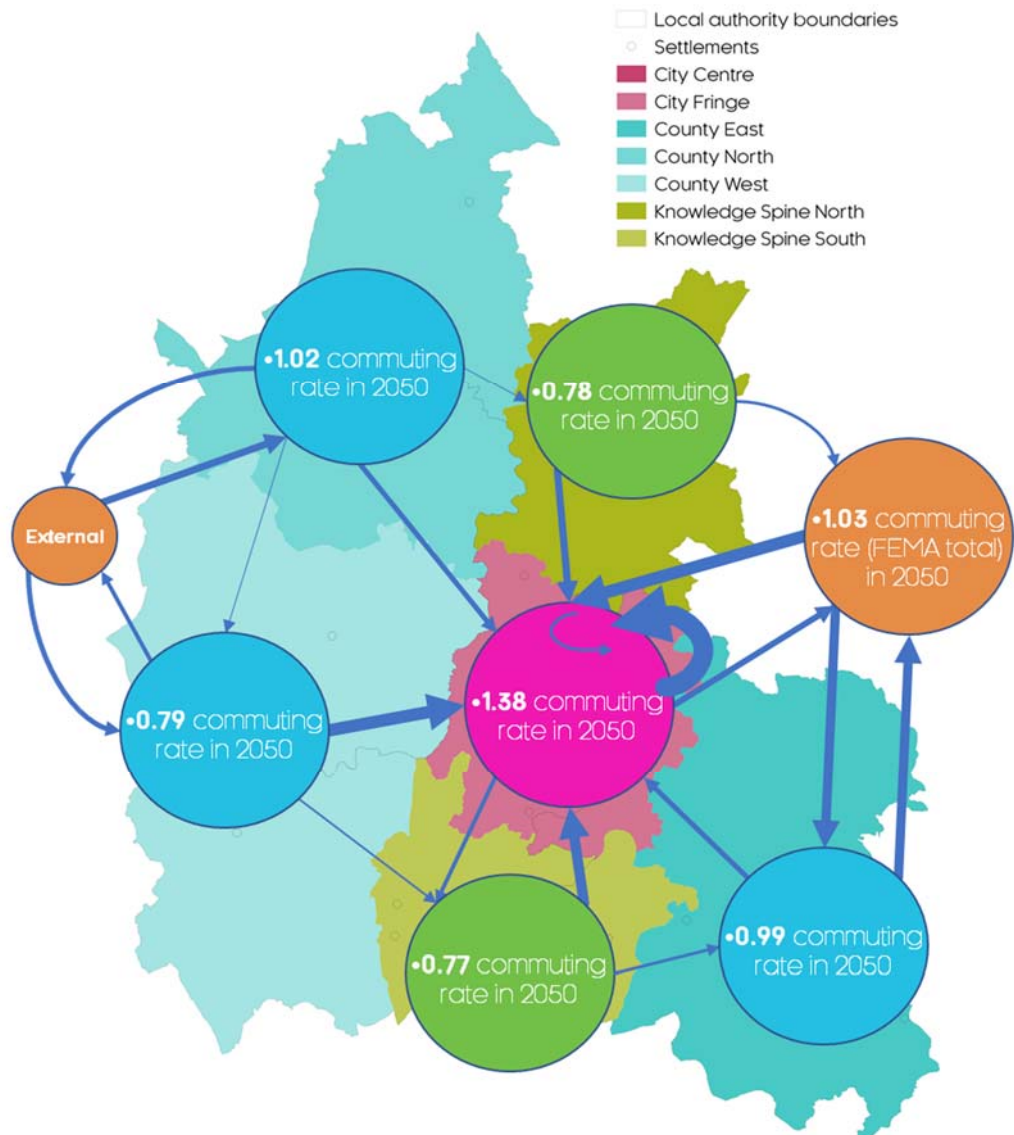 Local authority boundaries
Settlements
City Centre
City Fringe
County East
County North
County West
Knowledge Spine North
Knowledge Spine South
•1.02 commuting
rate in 2050
•0.78 commuting
rate in 2050
External
•1.03 commuting
rate (FEMA total)
in 2050
•0.79 commuting
rate in 2050
•1.38 commuting
rate in 2050
•0.77 commuting
rate in 2050
•0.99 commuting
rate in 2050